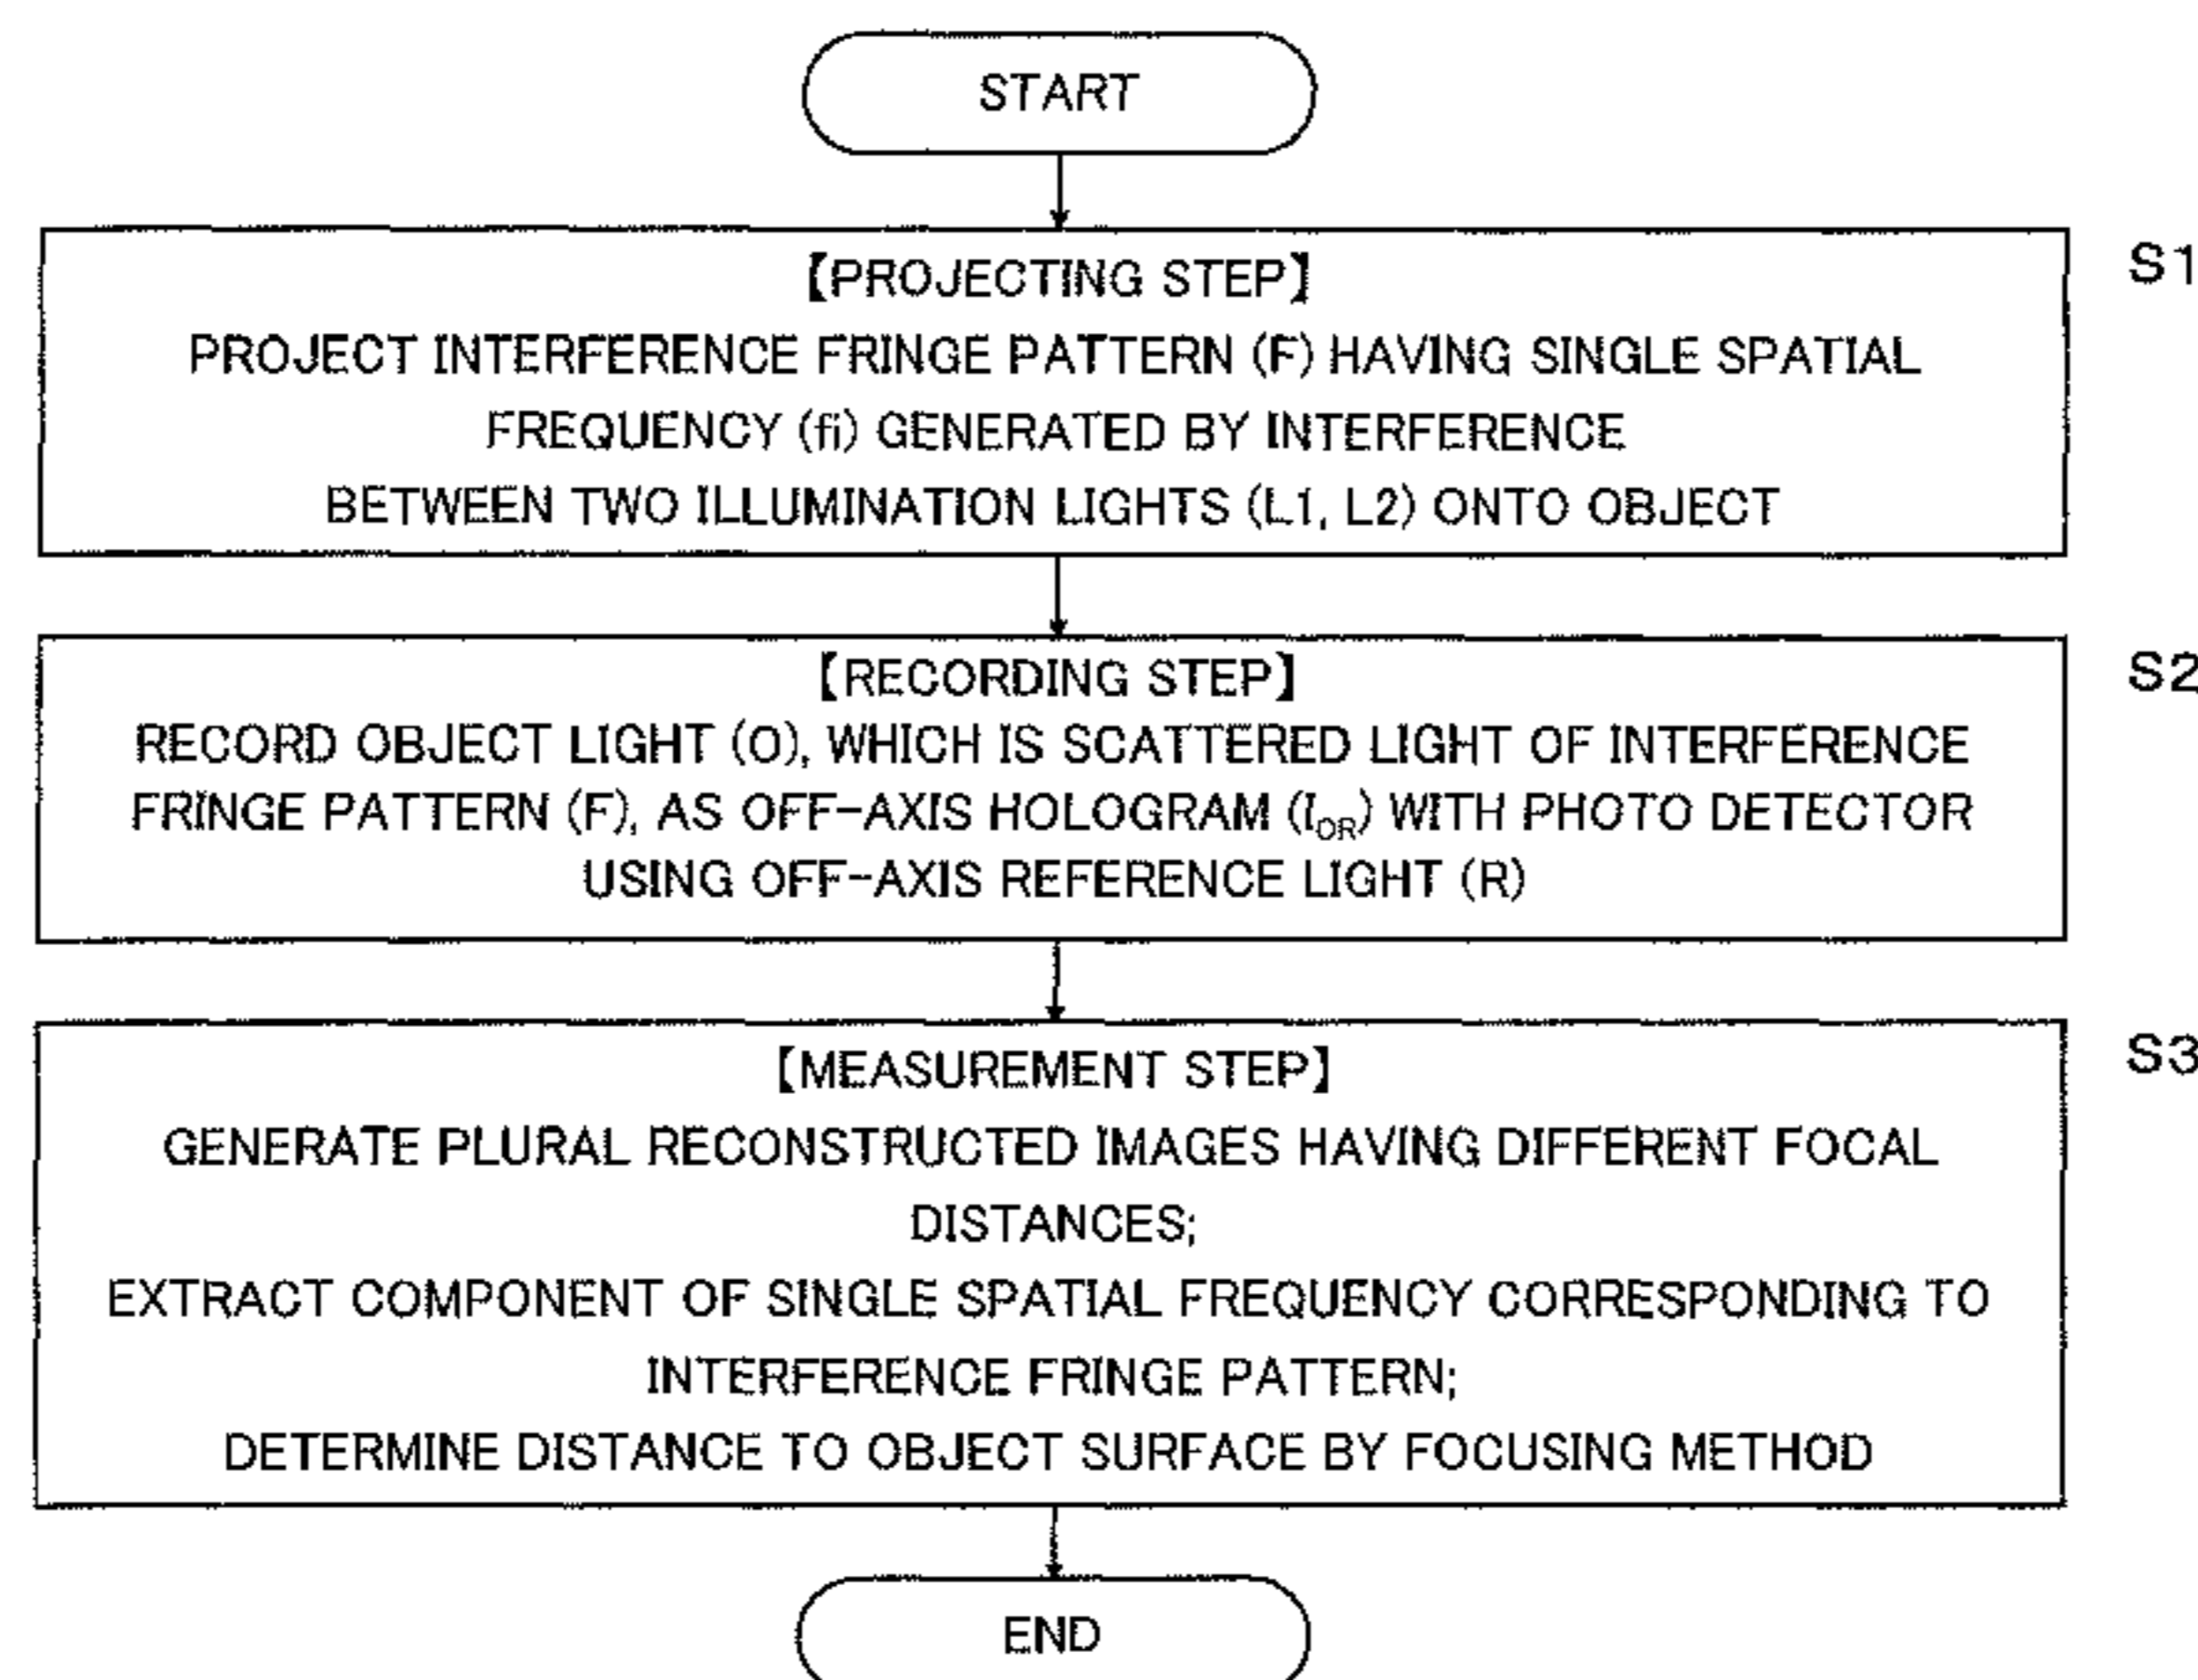 START
【PROJECTING STEP】 S1
PROJECT INTERFERENCE FRINGE PATTERN (F) HAVING SINGLE SPATIAL
FREQUENCY (fi) GENERATED BY INTERFERENCE
BETWEEN TWO ILLUMINATION LIGHTS (L1, L2) ONTO OBJECT
【RECORDING STEP】 S2
RECORD OBJECT LIGHT (O), WHICH IS SCATTERED LIGHT OF INTERFERENCE
FRINGE PATTERN (F), AS OFF-AXIS HOLOGRAM (I_OR) WITH PHOTO DETECTOR
USING OFF-AXIS REFERENCE LIGHT (R)
【MEASUREMENT STEP】 S3
GENERATE PLURAL RECONSTRUCTED IMAGES HAVING DIFFERENT FOCAL
DISTANCES;
EXTRACT COMPONENT OF SINGLE SPATIAL FREQUENCY CORRESPONDING TO
INTERFERENCE FRINGE PATTERN;
DETERMINE DISTANCE TO OBJECT SURFACE BY FOCUSING METHOD
END